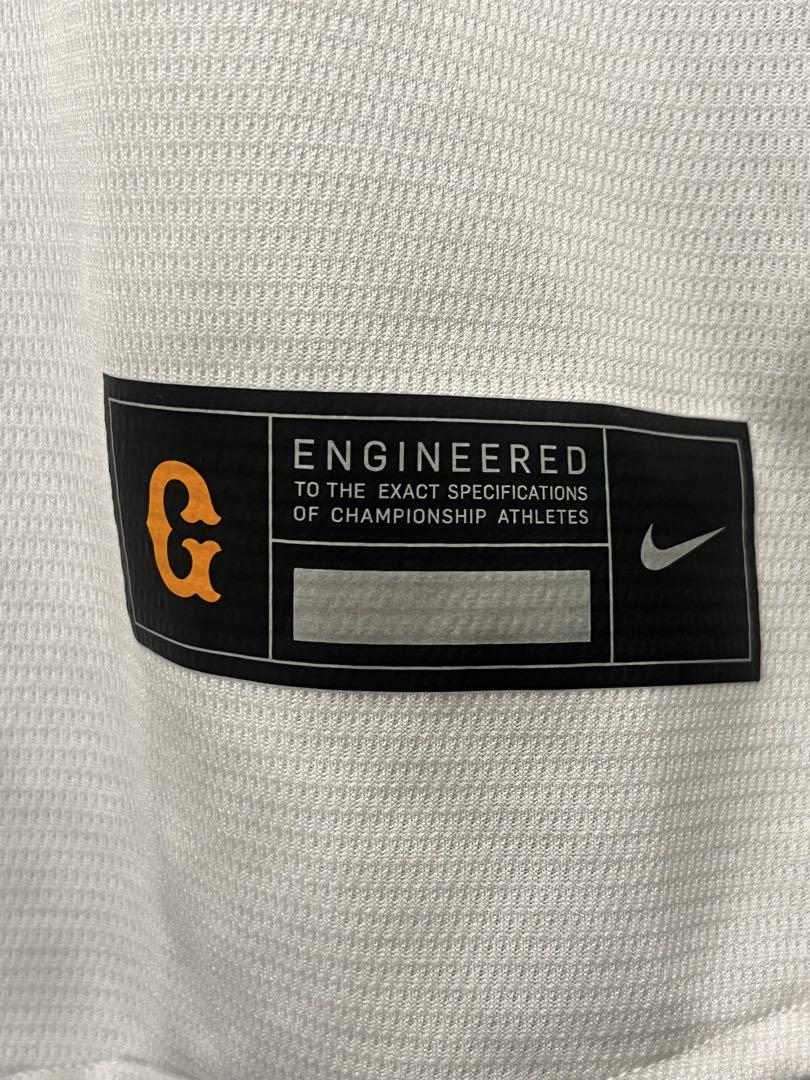 G
ENGINEERED
TO THE EXACT SPECIFICATIONS
OF CHAMPIONSHIP ATHLETES